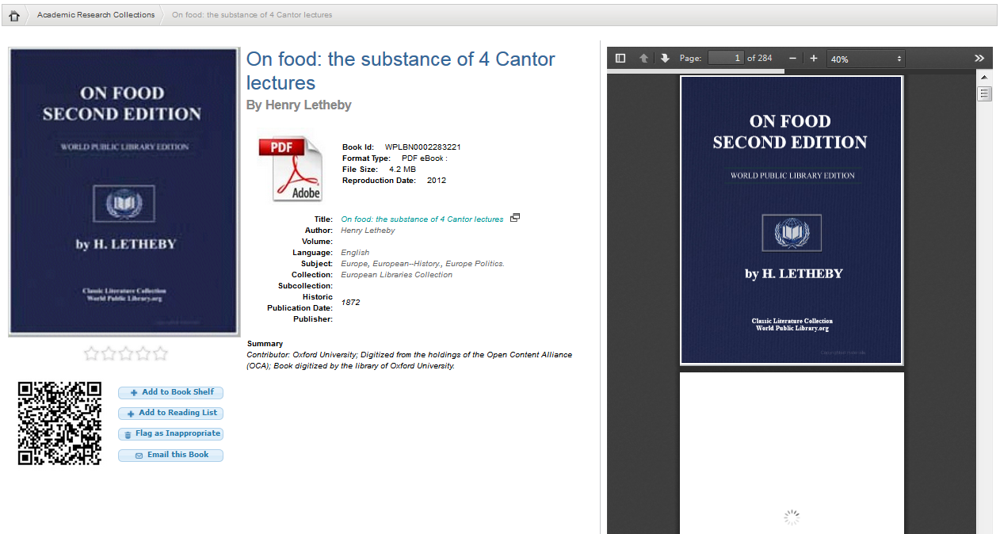 Academic Research Collections
On food: the substance of 4 Cantor lectures
ON FOOD
SECOND EDITION
WORLD PUBLIC LIBRARY EDITION
by H. LETHEBY
Classic Literature Collection
World Public Library.org
Add to Book Shelf
Add to Reading List
Flag as Inappropriate
Email this Book
On food: the substance of 4 Cantor
lectures
By Henry Letheby
PDF
Adobe
Book Id: WPLBN0002283221
Format Type: PDF eBook :
File Size: 4.2 MB
Reproduction Date: 2012
Title: On food: the substance of 4 Cantor lectures
Author: Henry Letheby
Volume:
Language: English
Subject: Europe, European--History., Europe Politics.
Collection: European Libraries Collection
Subcollection:
Historic
Publication Date: 1872
Publisher:
Summary
Contributor: Oxford University; Digitized from the holdings of the Open Content Alliance
(OCA); Book digitized by the library of Oxford University.
Page: 1 of 284 − + 40%
ON FOOD
SECOND EDITION
WORLD PUBLIC LIBRARY EDITION
by H. LETHEBY
Classic Literature Collection
World Public Library.org